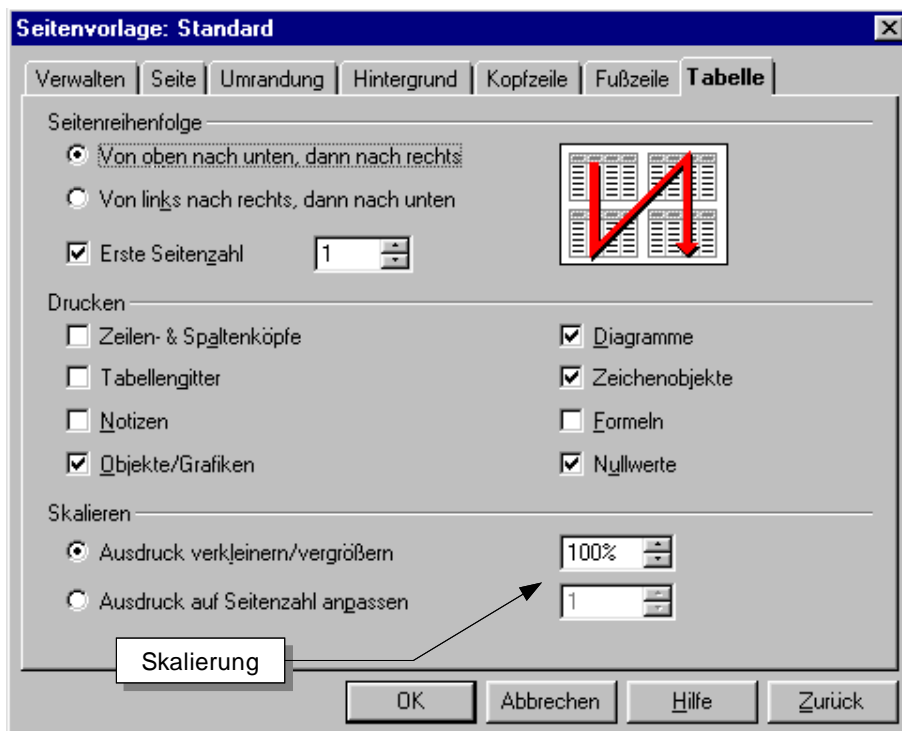 Seitenvorlage: Standard
Verwalten Seite Umrandung Hintergrund Kopfzeile Fußzeile Tabelle
Seitenreihenfolge
Von oben nach unten, dann nach rechts
Von links nach rechts, dann nach unten
Erste Seitenzahl 1
Drucken
Zeilen- & Spaltenköpfe Diagramme
Tabellengitter Zeichenobjekte
Notizen Formeln
Objekte/Grafiken Nullwerte
Skalieren
Ausdruck verkleinern/vergrößern 100%
Ausdruck auf Seitenzahl anpassen 1
Skalierung
OK Abbrechen Hilfe Zurück